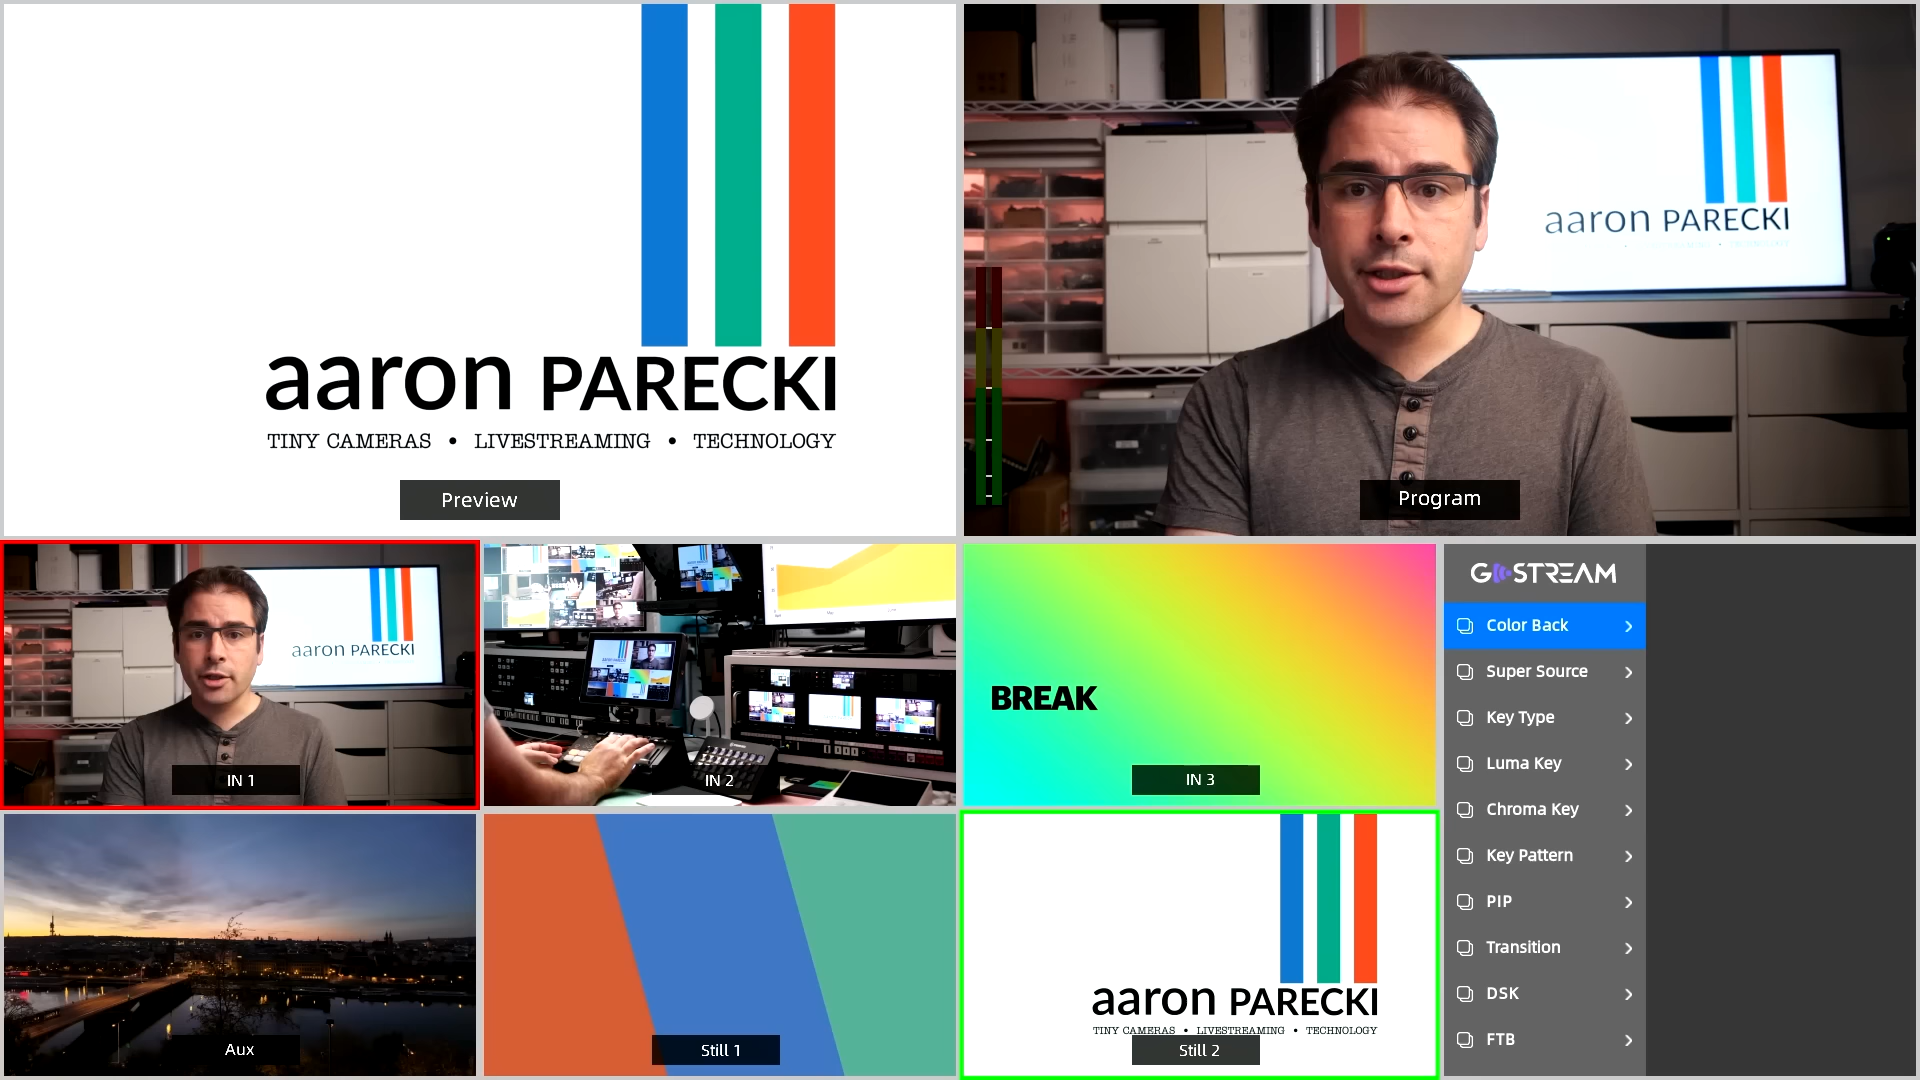 aaron PARECKI
TINY CAMERAS • LIVESTREAMING • TECHNOLOGY
Preview
aaron PARECKI
Program
aaron PARECKI
IN 1
IN 2
BREAK
IN 3
Aux
Still 1
aaron PARECKI
TINY CAMERAS • LIVESTREAMING • TECHNOLOGY
Still 2
GOSTREAM
Color Back
Super Source
Key Type
Luma Key
Chroma Key
Key Pattern
PIP
Transition
DSK
FTB